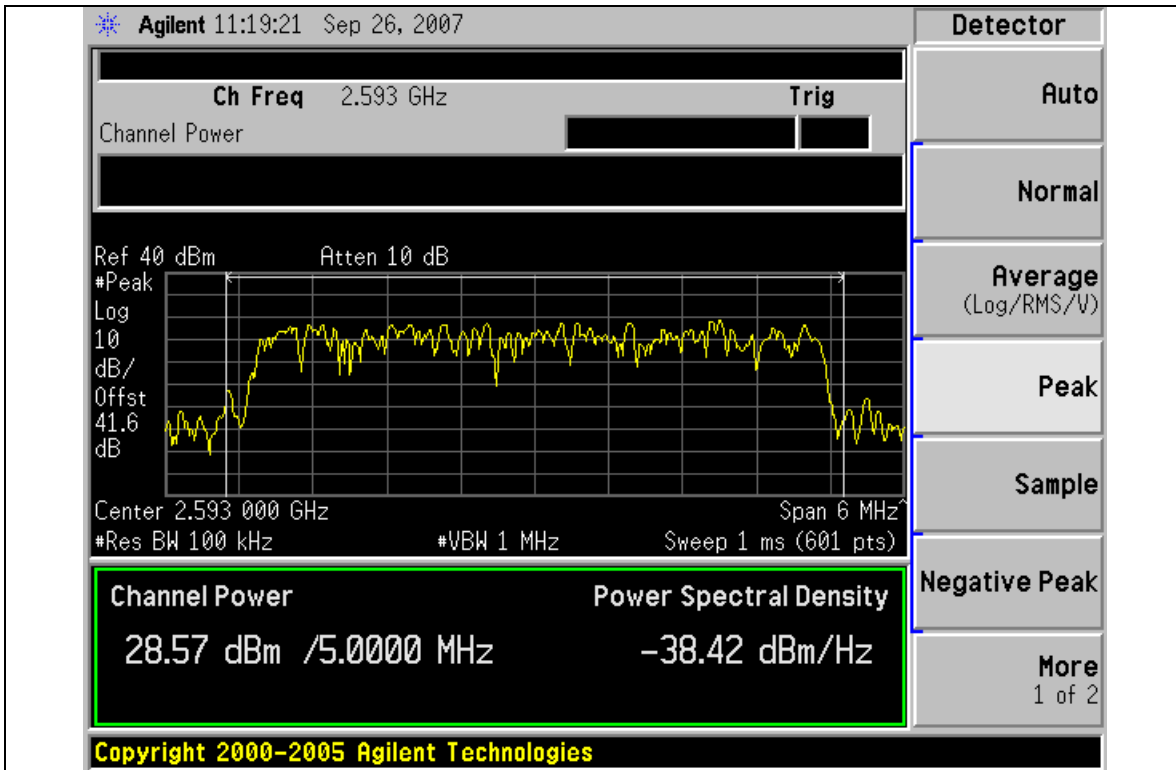 Agilent 11:19:21 Sep 26, 2007
Detector
Ch Freq 2.593 GHz Trig
Channel Power
Auto
Normal
Average
(Log/RMS/V)
Peak
Sample
Negative Peak
More
1 of 2
Ref 40 dBm Atten 10 dB
#Peak
Log
10
dB/
Offst
41.6
dB
Center 2.593 000 GHz Span 6 MHz^
#Res BW 100 kHz #VBW 1 MHz Sweep 1 ms (601 pts)
Channel Power Power Spectral Density
28.57 dBm /5.0000 MHz -38.42 dBm/Hz
Copyright 2000-2005 Agilent Technologies